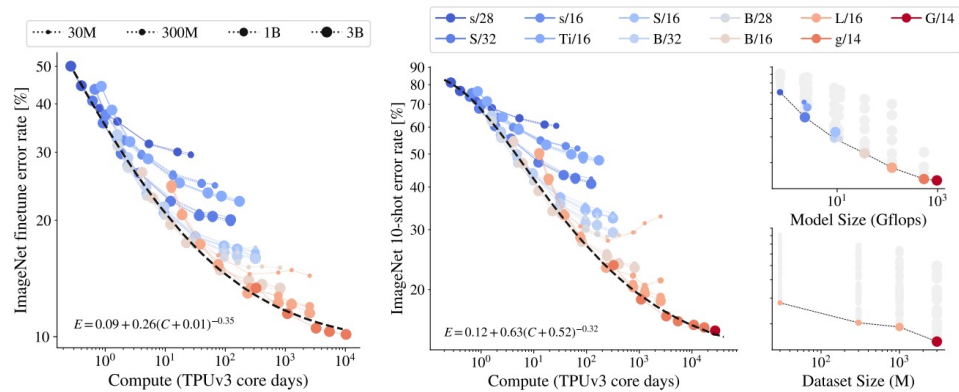 30M 300M 1B 3B
s/28 s/16 S/16 B/28 L/16 G/14
S/32 Ti/16 B/32 B/16 g/14
ImageNet finetune error rate [%]
50
40
30
20
10
E = 0.09 + 0.26(C + 0.01)^{-0.35}
10^0 10^1 10^2 10^3 10^4
Compute (TPUv3 core days)
ImageNet 10-shot error rate [%]
90
80
70
60
50
40
30
20
E = 0.12 + 0.63(C + 0.52)^{-0.32}
10^0 10^1 10^2 10^3 10^4
Compute (TPUv3 core days)
10^1 10^3
Model Size (Gflops)
10^2 10^3
Dataset Size (M)